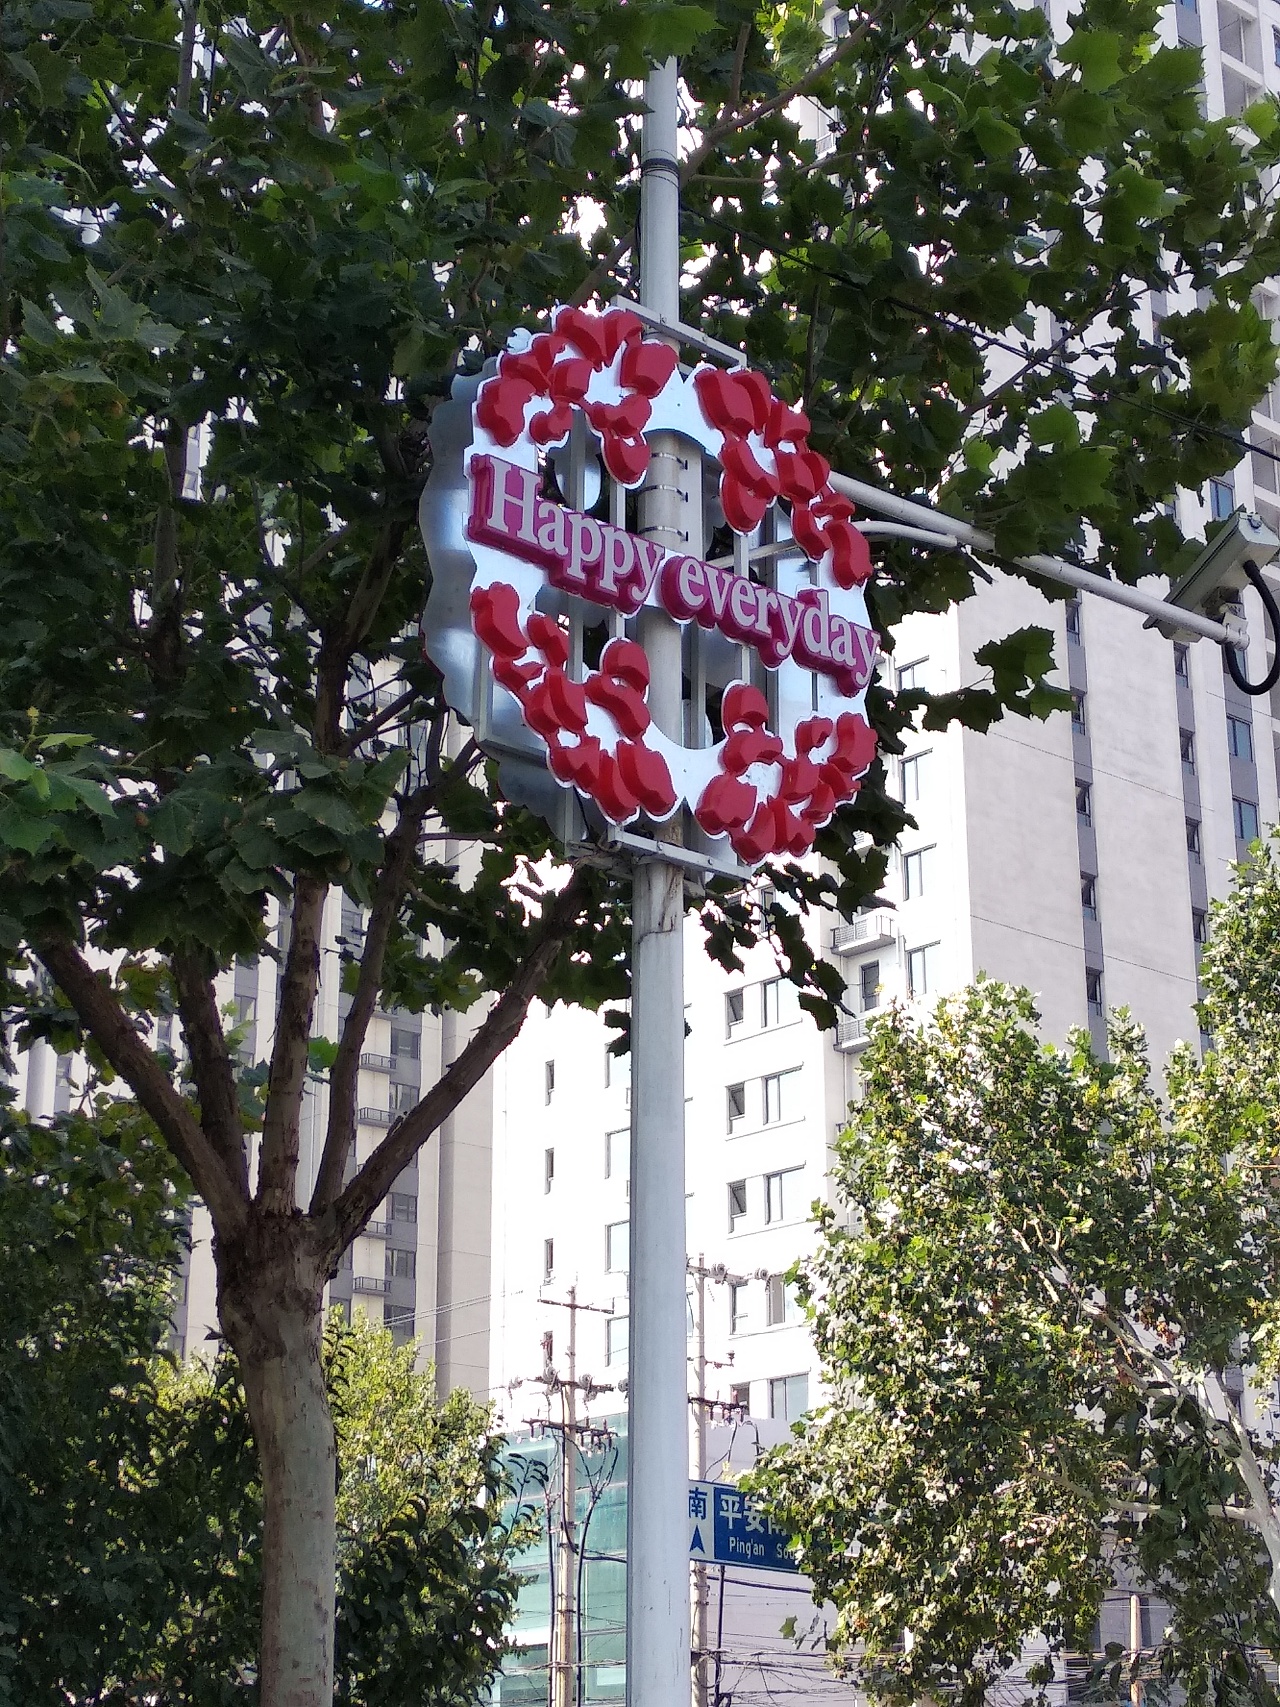 Happy everyday
南 平安
Ping'an